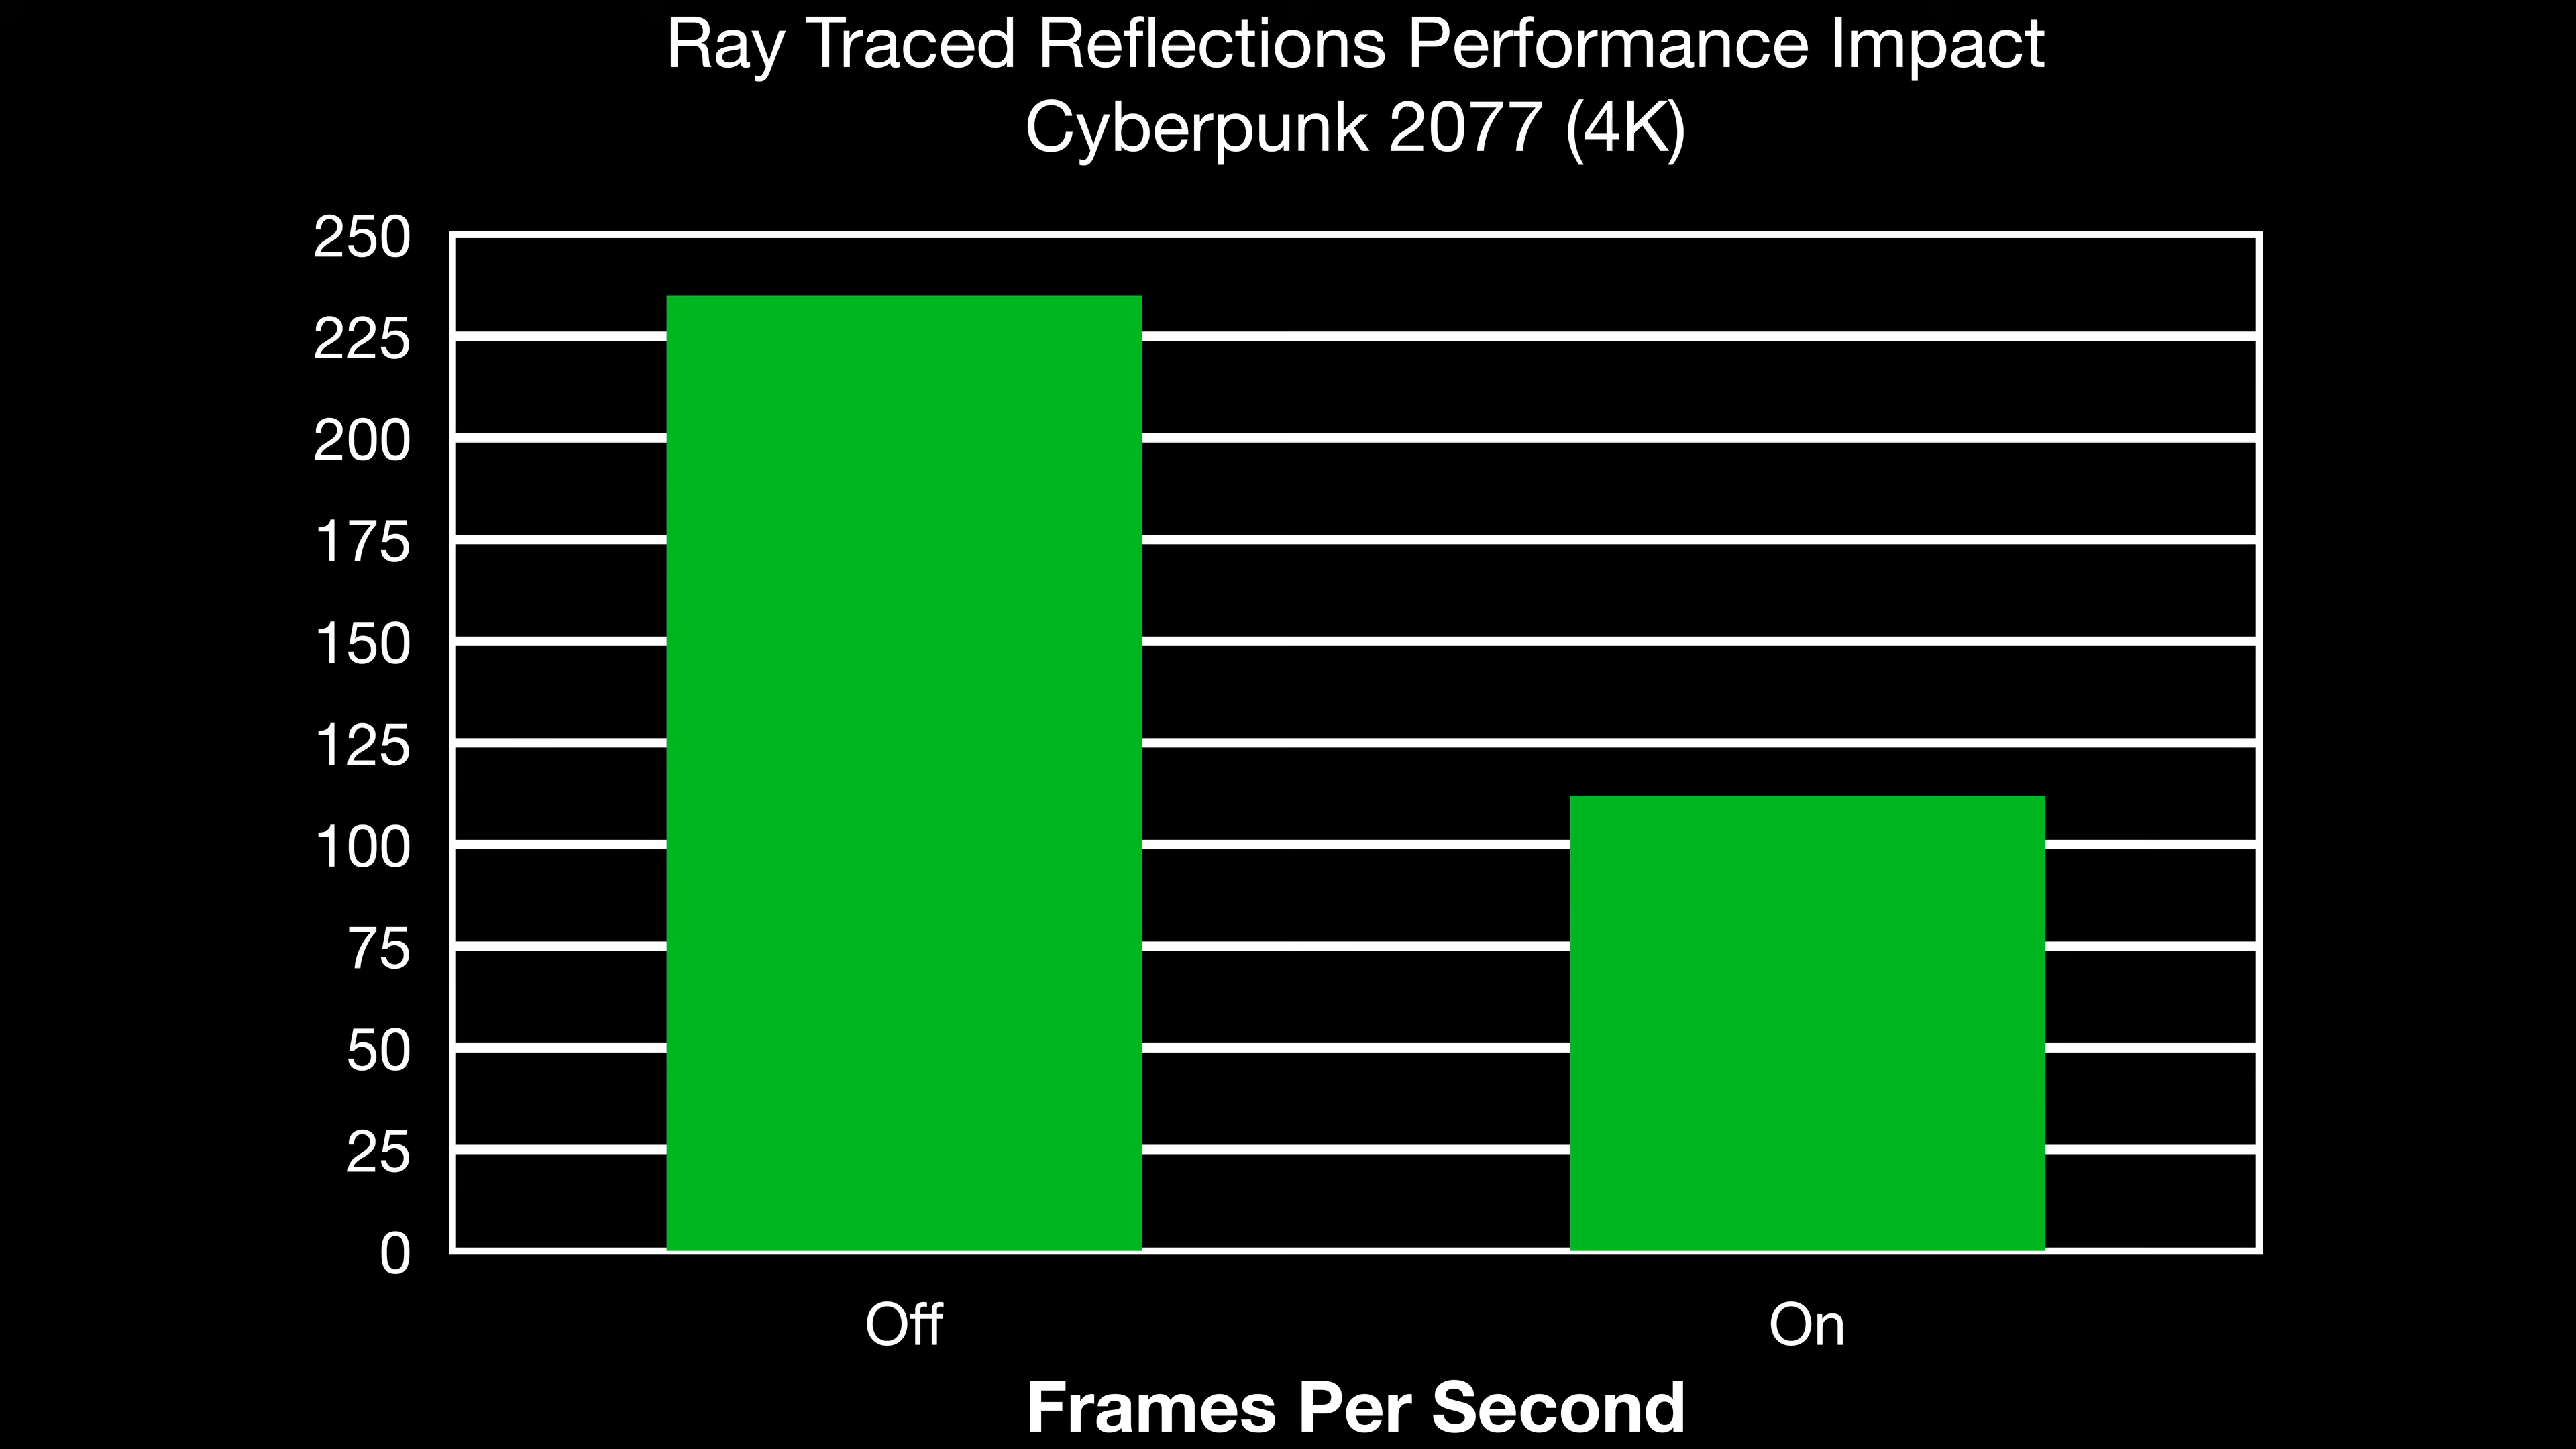 Ray Traced Reflections Performance Impact
Cyberpunk 2077 (4K)
250
225
200
175
150
125
100
75
50
25
0
Off On
Frames Per Second